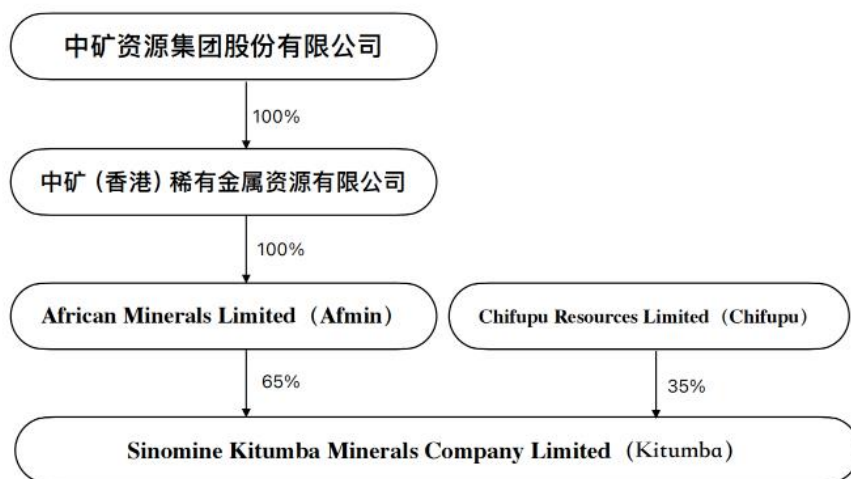 中矿资源集团股份有限公司
100%
中矿（香港）稀有金属资源有限公司
100%
African Minerals Limited（Afmin）
Chifupu Resources Limited（Chifupu）
65%
35%
Sinomine Kitumba Minerals Company Limited（Kitumba）